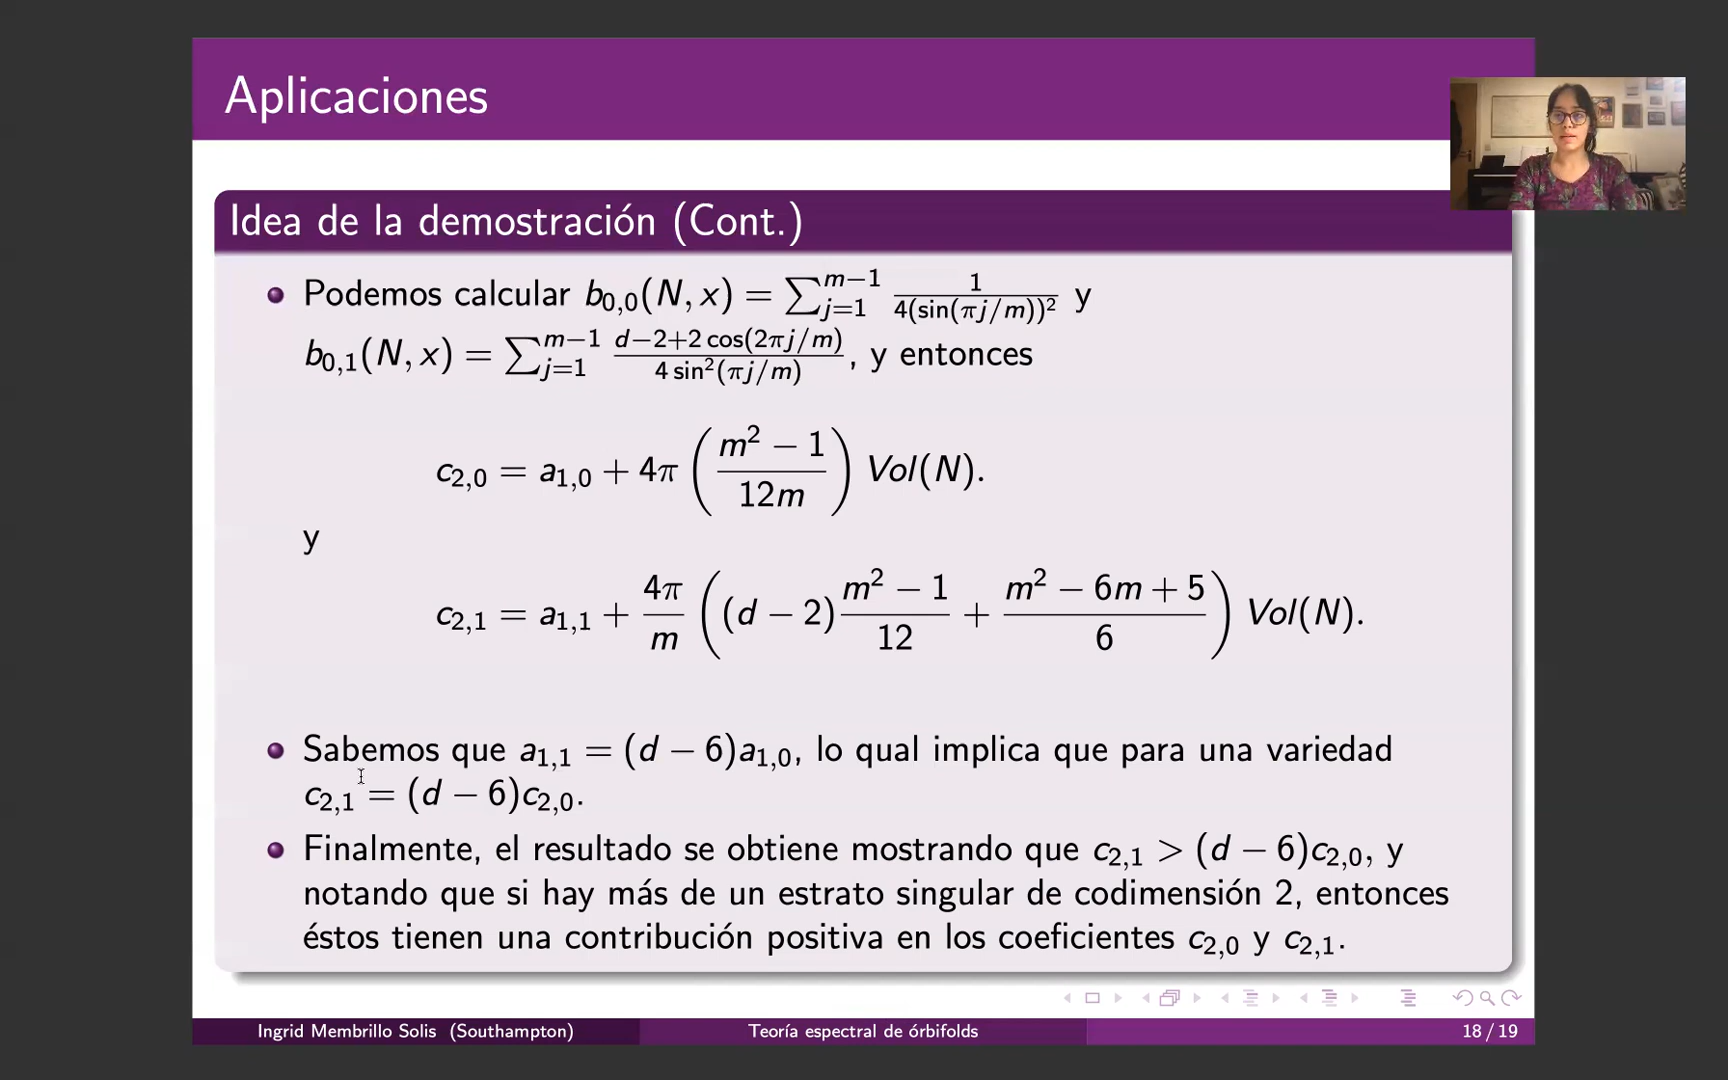 Aplicaciones
Idea de la demostración (Cont.)
Podemos calcular b_{0,0}(N, x) = \sum_{j=1}^{m-1} \frac{1}{4(\sin(\pi j/m))^2} y
b_{0,1}(N, x) = \sum_{j=1}^{m-1} \frac{d-2+2\cos(2\pi j/m)}{4\sin^2(\pi j/m)}, y entonces
c_{2,0} = a_{1,0} + 4\pi \left( \frac{m^2 - 1}{12m} \right) Vol(N).
y
c_{2,1} = a_{1,1} + \frac{4\pi}{m} \left( (d - 2)\frac{m^2 - 1}{12} + \frac{m^2 - 6m + 5}{6} \right) Vol(N).
Sabemos que a_{1,1} = (d − 6)a_{1,0}, lo qual implica que para una variedad
c_{2,1} = (d − 6)c_{2,0}.
Finalmente, el resultado se obtiene mostrando que c_{2,1} > (d − 6)c_{2,0}, y
notando que si hay más de un estrato singular de codimensión 2, entonces
éstos tienen una contribución positiva en los coeficientes c_{2,0} y c_{2,1}.
Ingrid Membrillo Solis (Southampton) Teoría espectral de órbifolds 18 / 19